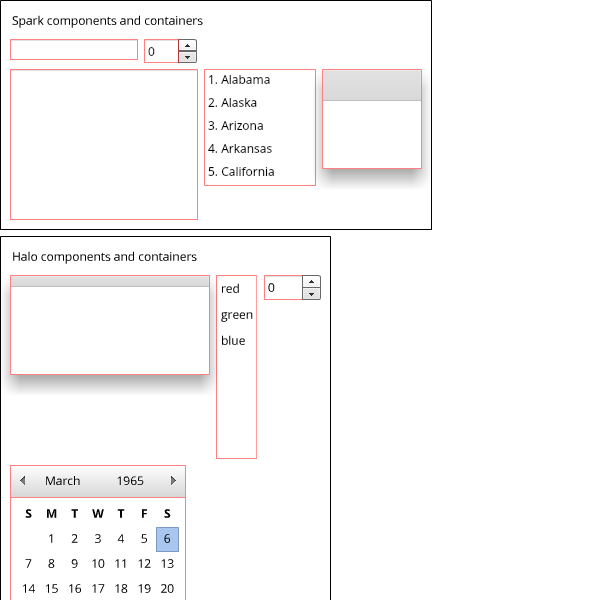 Spark components and containers
0
1. Alabama
2. Alaska
3. Arizona
4. Arkansas
5. California
Halo components and containers
red
green
blue
0
March 1965
S M T W T F S
1 2 3 4 5 6
7 8 9 10 11 12 13
14 15 16 17 18 19 20